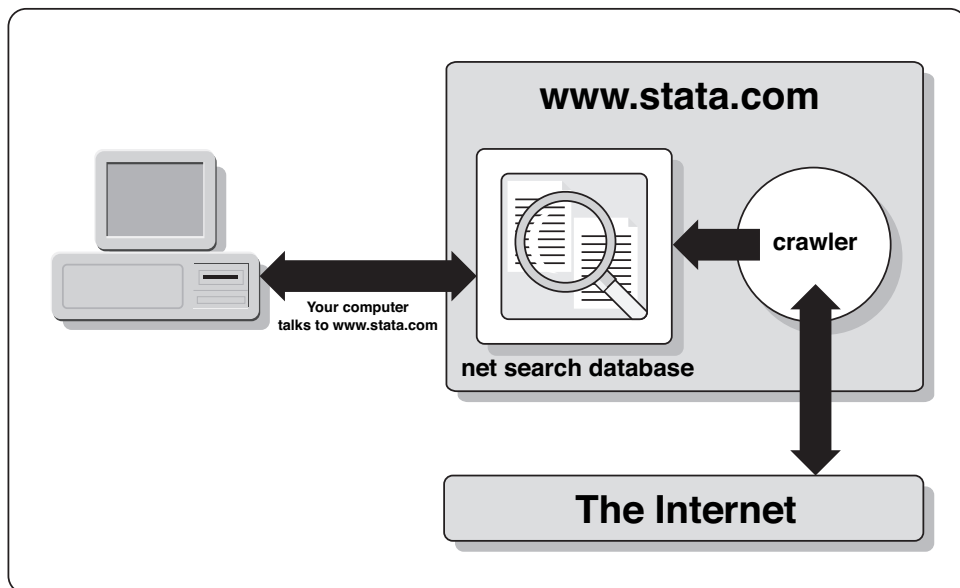 www.stata.com
crawler
Your computer
talks to www.stata.com
net search database
The Internet